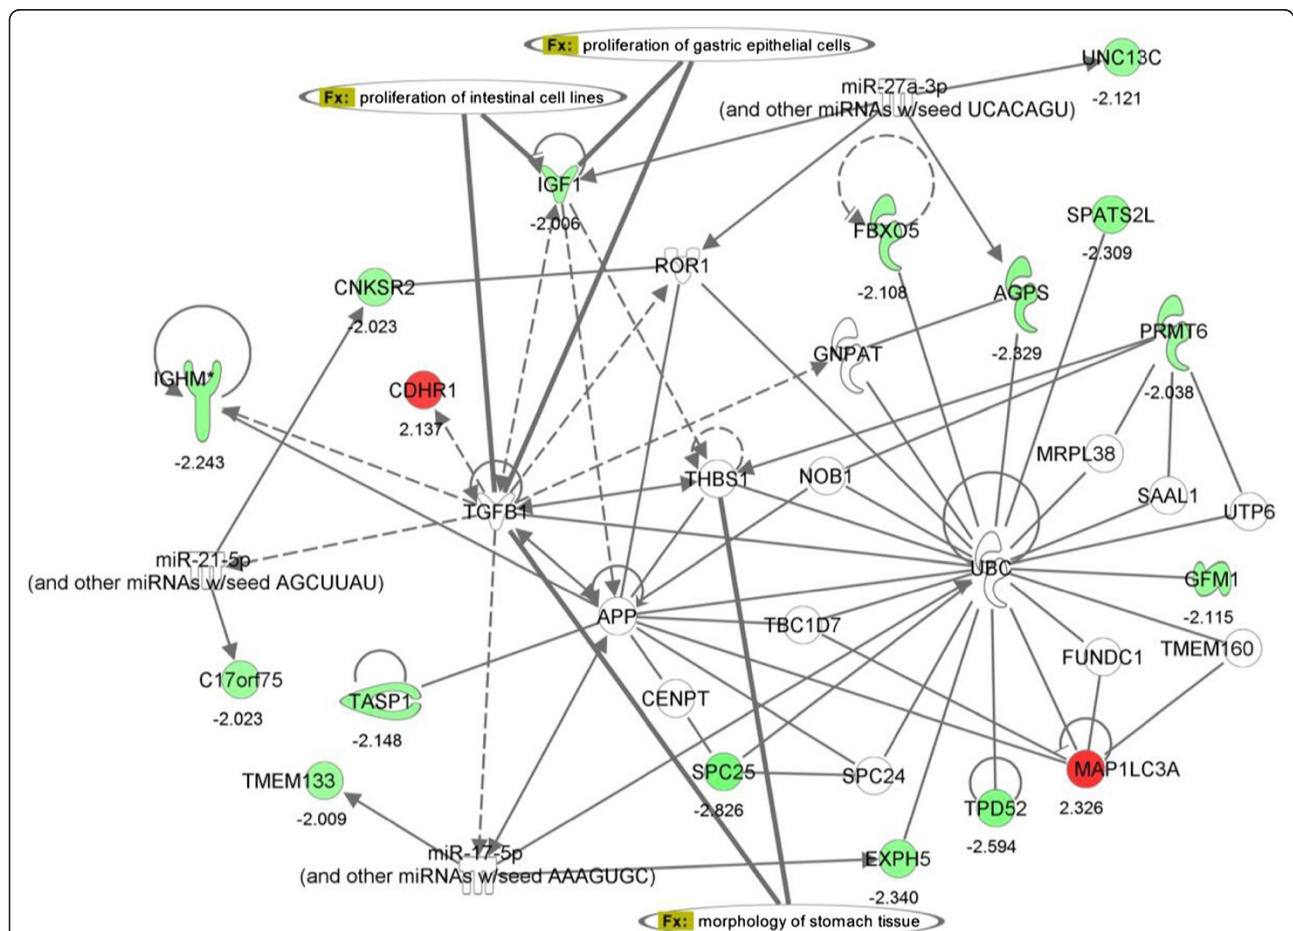 Fx: proliferation of gastric epithelial cells
UNC13C
-2.121
Fx: proliferation of intestinal cell lines
miR-27a-3p
(and other miRNAs w/seed UCACAGU)
IGF1
-2.006
FBXO5
-2.108
SPATS2L
-2.309
ROR1
CNKSR2
-2.023
AGPS
-2.329
GNPAT
PRMT6
-2.038
IGHM*
-2.243
CDHR1
2.137
MRPL38
THBS1
NOB1
SAAL1
UTP6
TGFB1
miR-21-5p
(and other miRNAs w/seed AGCUUAU)
UBC
GFM1
-2.115
APP
TBC1D7
FUNDC1
TMEM160
C17orf75
-2.023
TASP1
-2.148
CENPT
TMEM133
-2.009
SPC25
-2.826
SPC24
MAP1LC3A
2.326
TPD52
-2.594
miR-17-5p
(and other miRNAs w/seed AAAGUGC)
EXPH5
-2.340
Fx: morphology of stomach tissue